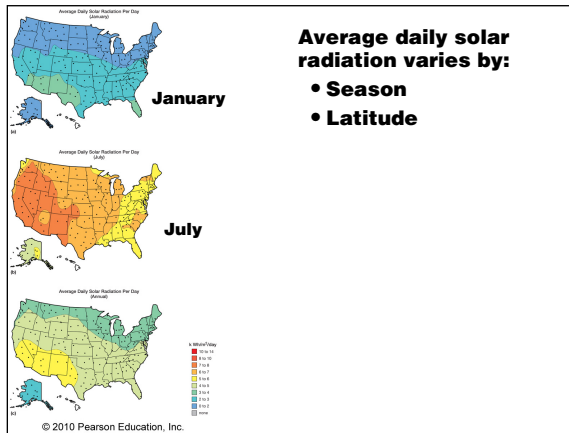 Average Daily Solar Radiation Per Day
(January)
January
(a)
Average Daily Solar Radiation Per Day
(July)
July
(b)
Average Daily Solar Radiation Per Day
(Annual)
k Wh/m²/day
10 to 14
8 to 10
7 to 8
6 to 7
5 to 6
4 to 5
3 to 4
2 to 3
0 to 2
none
(c)
© 2010 Pearson Education, Inc.
Average daily solar
radiation varies by:
• Season
• Latitude